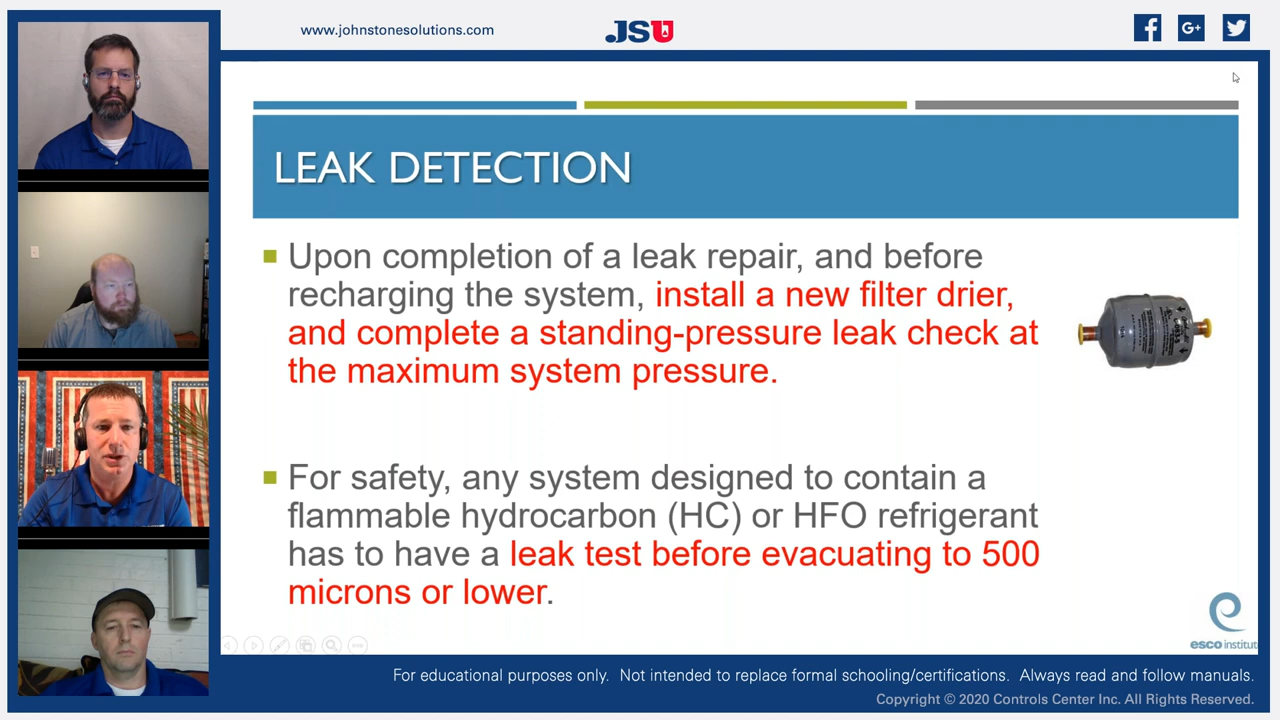 www.johnstonesolutions.com
JSU
G+
LEAK DETECTION
Upon completion of a leak repair, and before
recharging the system, install a new filter drier,
and complete a standing-pressure leak check at
the maximum system pressure.
For safety, any system designed to contain a
flammable hydrocarbon (HC) or HFO refrigerant
has to have a leak test before evacuating to 500
microns or lower.
esco institut
For educational purposes only. Not intended to replace formal schooling/certifications. Always read and follow manuals.
Copyright © 2020 Controls Center Inc. All Rights Reserved.